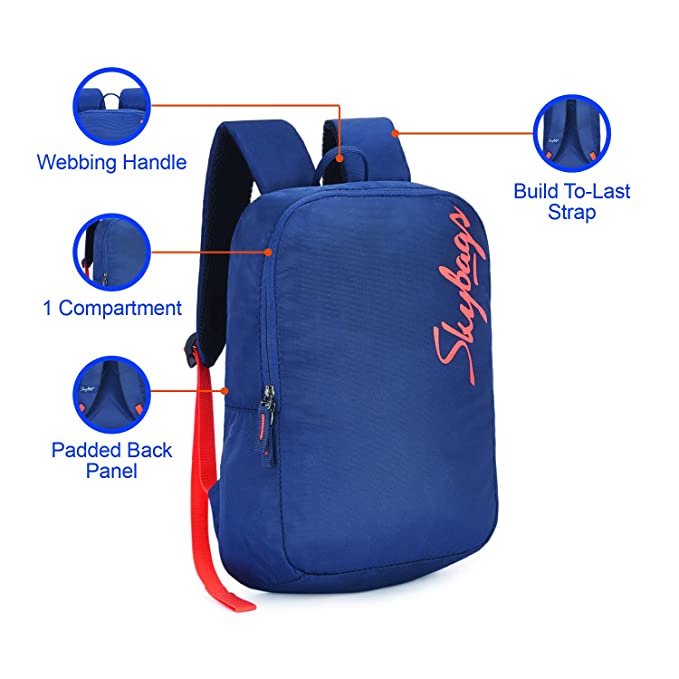 Webbing Handle
Build To-Last
Strap
1 Compartment
Padded Back
Panel
Skybags